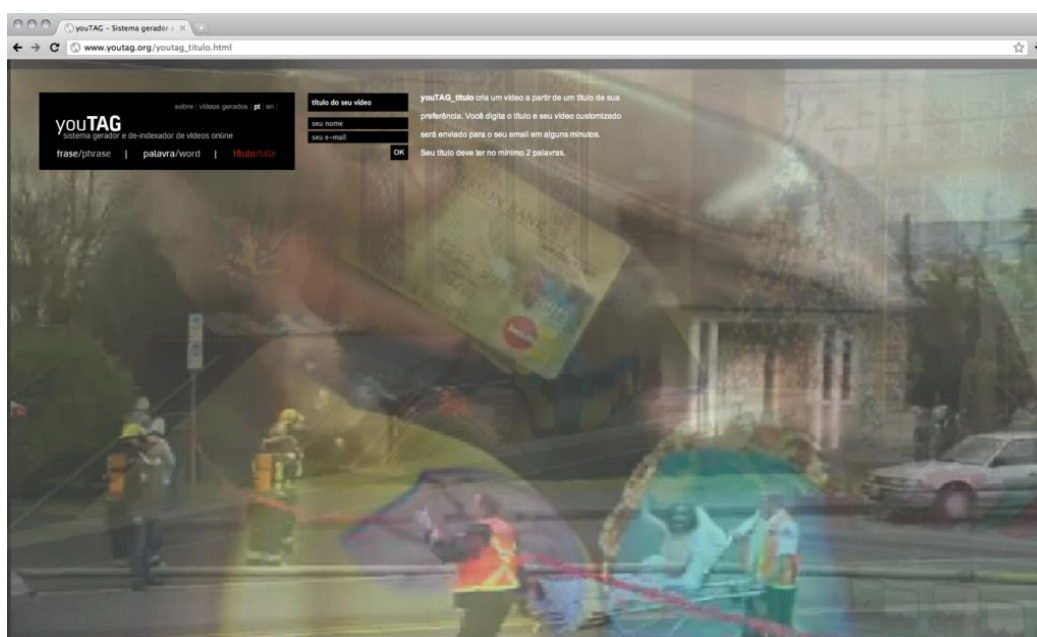 youTAG – Sistema gerador
www.youtag.org/youtag_titulo.html
sobre | vídeos gerados | pt | en |
youTAG
sistema gerador e de-indexador de vídeos online
frase/phrase | palavra/word | título/title
título do seu vídeo
seu nome
seu e-mail
OK
youTAG_título cria um vídeo a partir de um título de sua
preferência. Você digita o título e seu vídeo customizado
será enviado para o seu email em alguns minutos.
Seu título deve ter no mínimo 2 palavras.
BANK